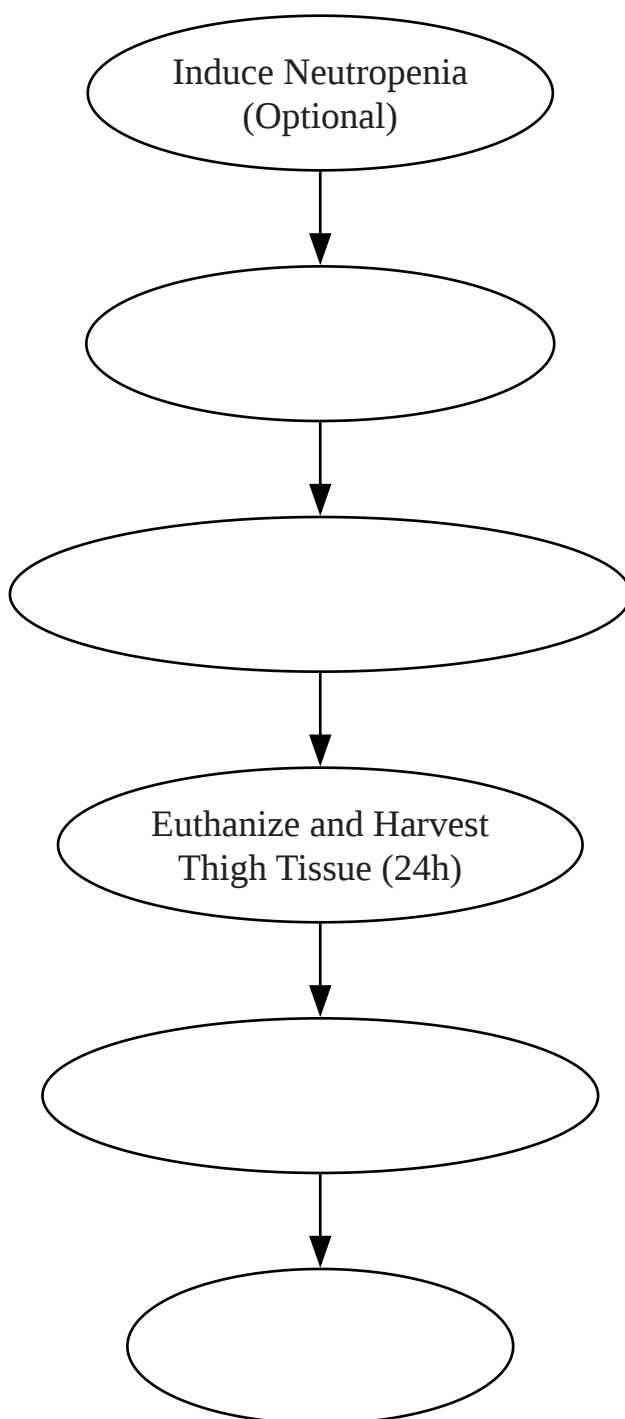 Induce Neutropenia
(Optional)
Euthanize and Harvest
Thigh Tissue (24h)